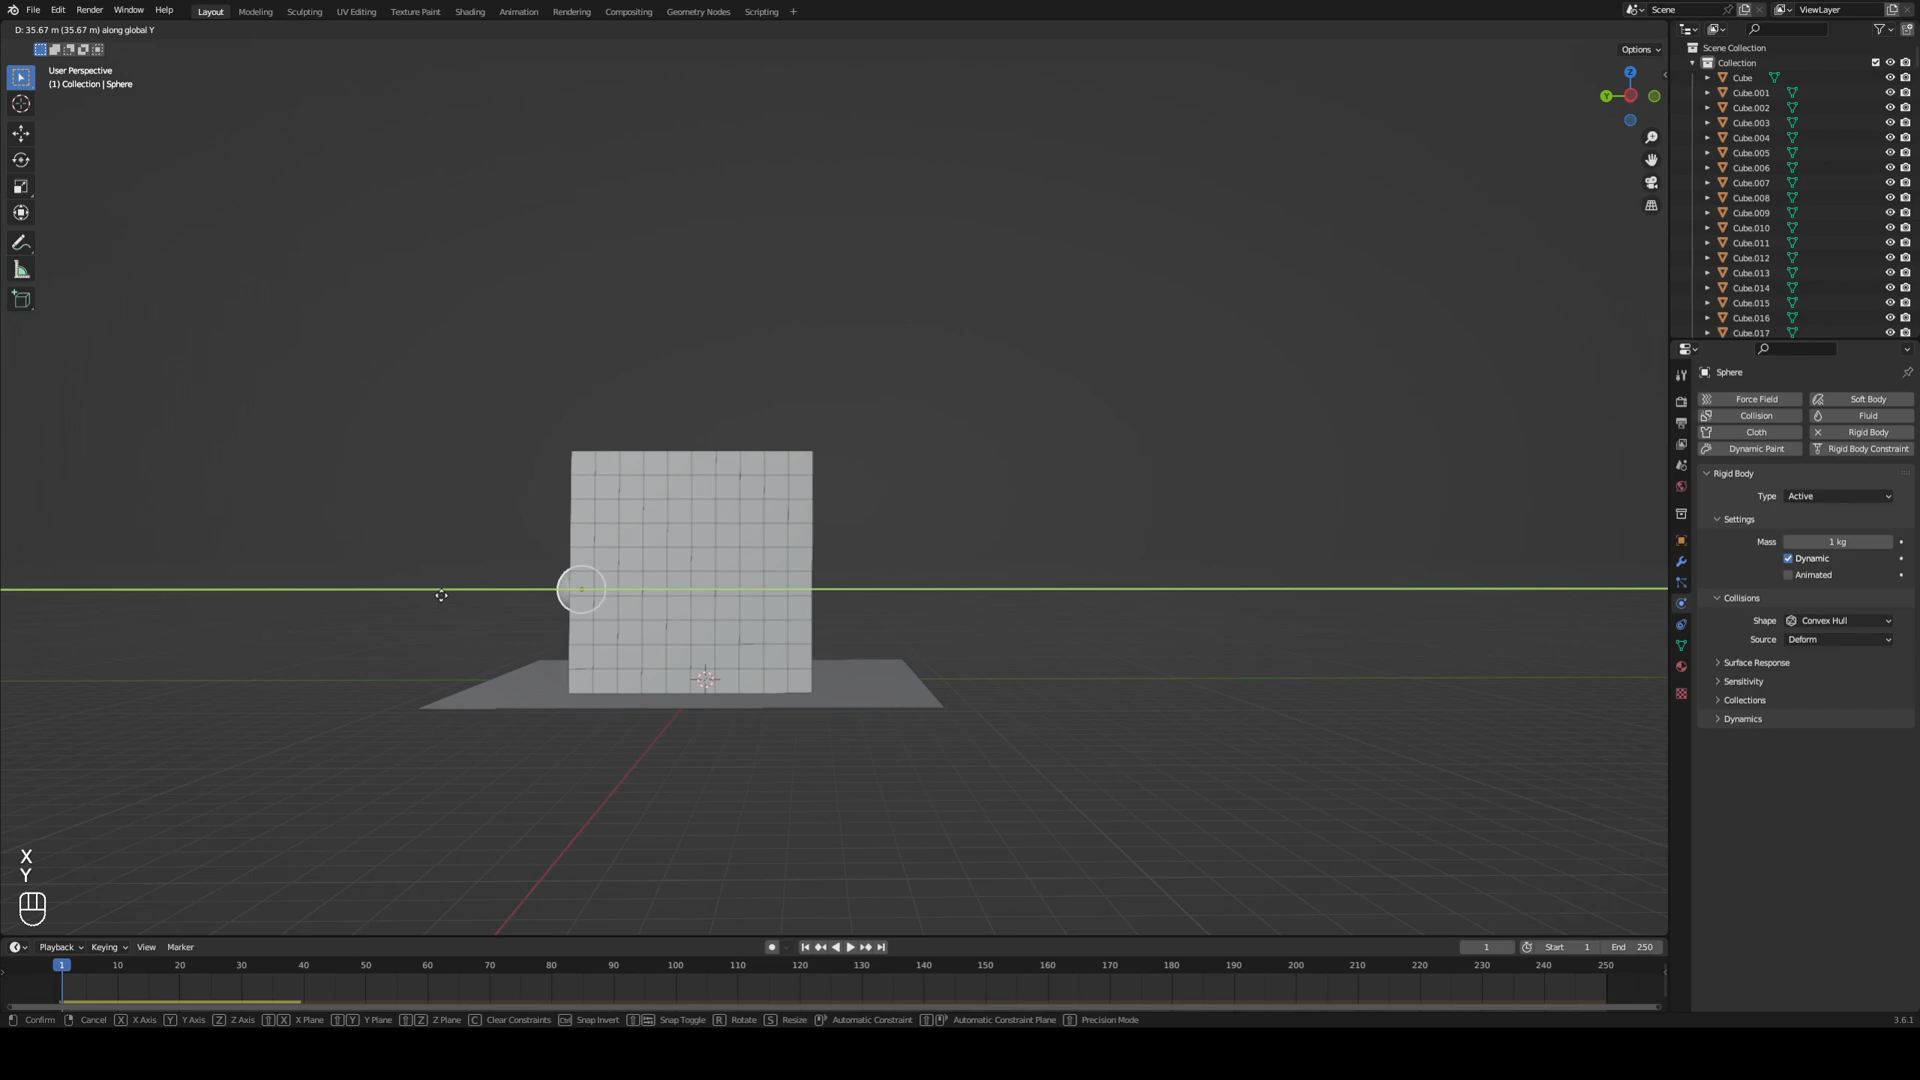 File Edit Render Window Help Layout Modeling Sculpting UV Editing Texture Paint Shading Animation Rendering Compositing Geometry Nodes Scripting + Scene ViewLayer
D: 35.67 m (35.67 m) along global Y
Options
User Perspective
(1) Collection | Sphere
Z
Y
Scene Collection
Collection
Cube
Cube.001
Cube.002
Cube.003
Cube.004
Cube.005
Cube.006
Cube.007
Cube.008
Cube.009
Cube.010
Cube.011
Cube.012
Cube.013
Cube.014
Cube.015
Cube.016
Cube.017
Sphere
Force Field Soft Body
Collision Fluid
Cloth Rigid Body
Dynamic Paint Rigid Body Constraint
Rigid Body
Type Active
Settings
Mass 1 kg
Dynamic
Animated
Collisions
Shape Convex Hull
Source Deform
Surface Response
Sensitivity
Collections
Dynamics
X
Y
Playback Keying View Marker 1 Start 1 End 250
1 10 20 30 40 50 60 70 80 90 100 110 120 130 140 150 160 170 180 190 200 210 220 230 240 250
Confirm Cancel X X Axis Y Y Axis Z Z Axis X X Plane Y Y Plane Z Z Plane C Clear Constraints Ctrl Snap Invert Snap Toggle R Rotate S Resize Automatic Constraint Automatic Constraint Plane Precision Mode 3.6.1